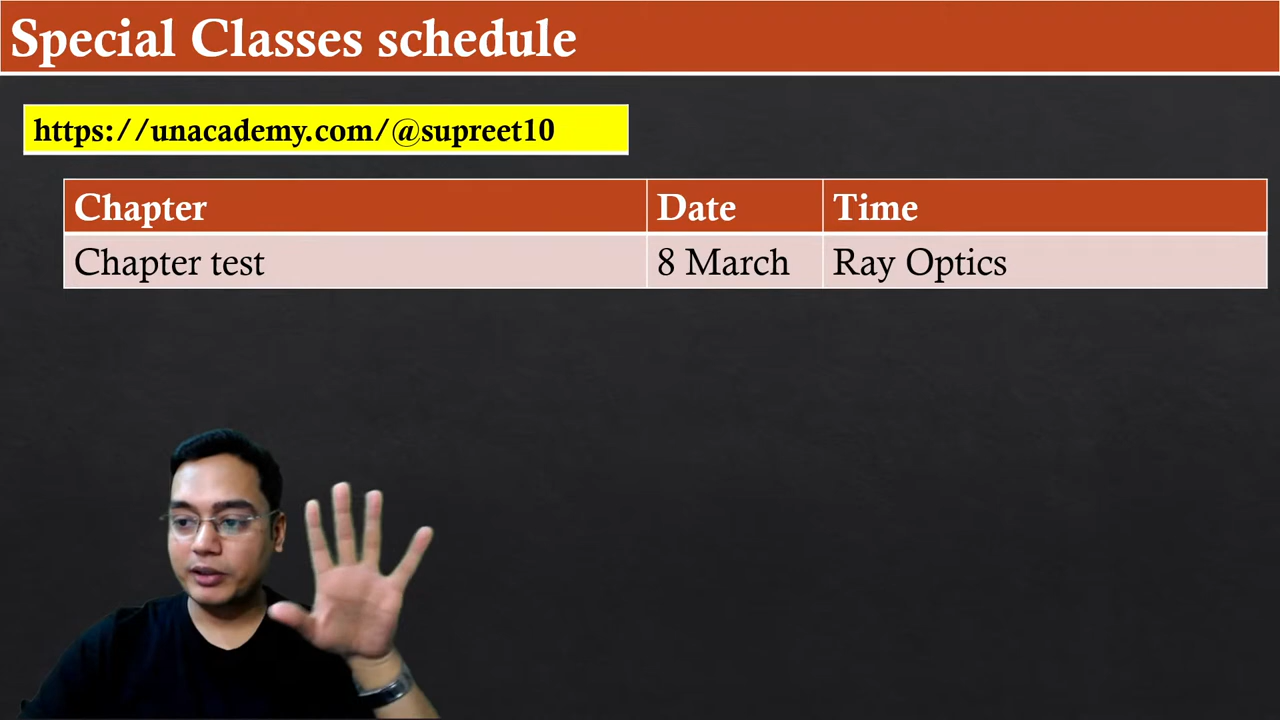 Special Classes schedule
https://unacademy.com/@supreet10
Chapter Date Time
Chapter test 8 March Ray Optics